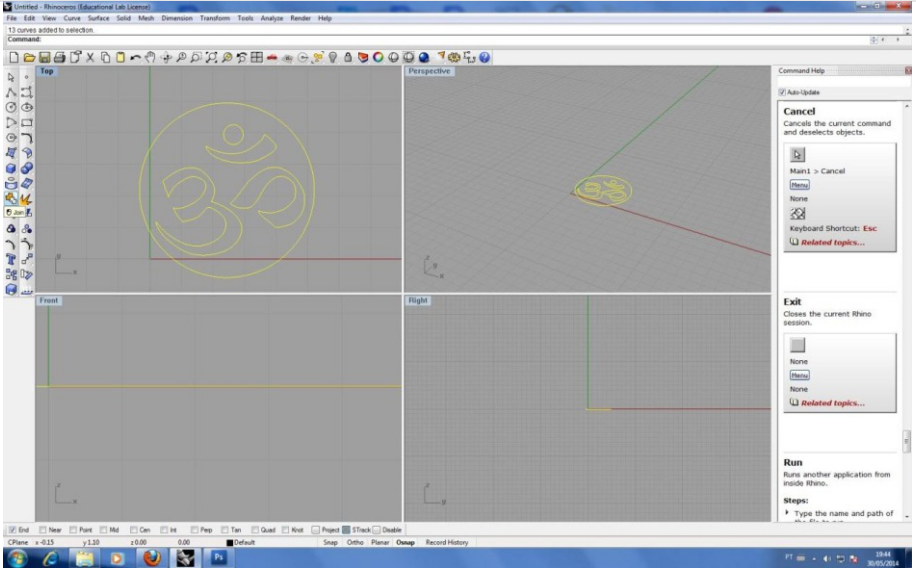 Untitled - Rhinoceros (Educational Lab License)
File Edit View Curve Surface Solid Mesh Dimension Transform Tools Analyze Render Help
13 curves added to selection.
Command:
Top
Perspective
Join
y
x
z
y
x
Front
Right
z
x
z
y
Command Help
Auto-Update
Cancel
Cancels the current command
and deselects objects.
Main1 > Cancel
Menu
None
Keyboard Shortcut: Esc
Related topics...
Exit
Closes the current Rhino
session.
None
Menu
None
Related topics...
Run
Runs another application from
inside Rhino.
Steps:
Type the name and path of
End Near Point Mid Cen Int Perp Tan Quad Knot Project STrack Disable
CPlane x -0.15 y 1.10 z 0.00 0.00 Default Snap Ortho Planar Osnap Record History
Ps
PT
19:44
30/05/2014